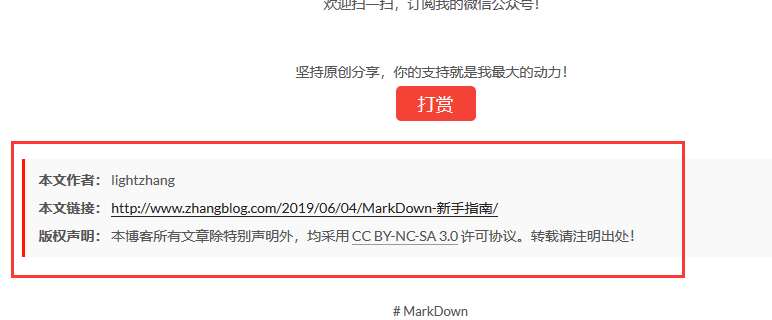 欢迎扫一扫，订阅我的微信公众号！
坚持原创分享，你的支持就是我最大的动力！
打赏
本文作者： lightzhang
本文链接： http://www.zhangblog.com/2019/06/04/MarkDown-新手指南/
版权声明： 本博客所有文章除特别声明外，均采用 CC BY-NC-SA 3.0 许可协议。转载请注明出处！
# MarkDown